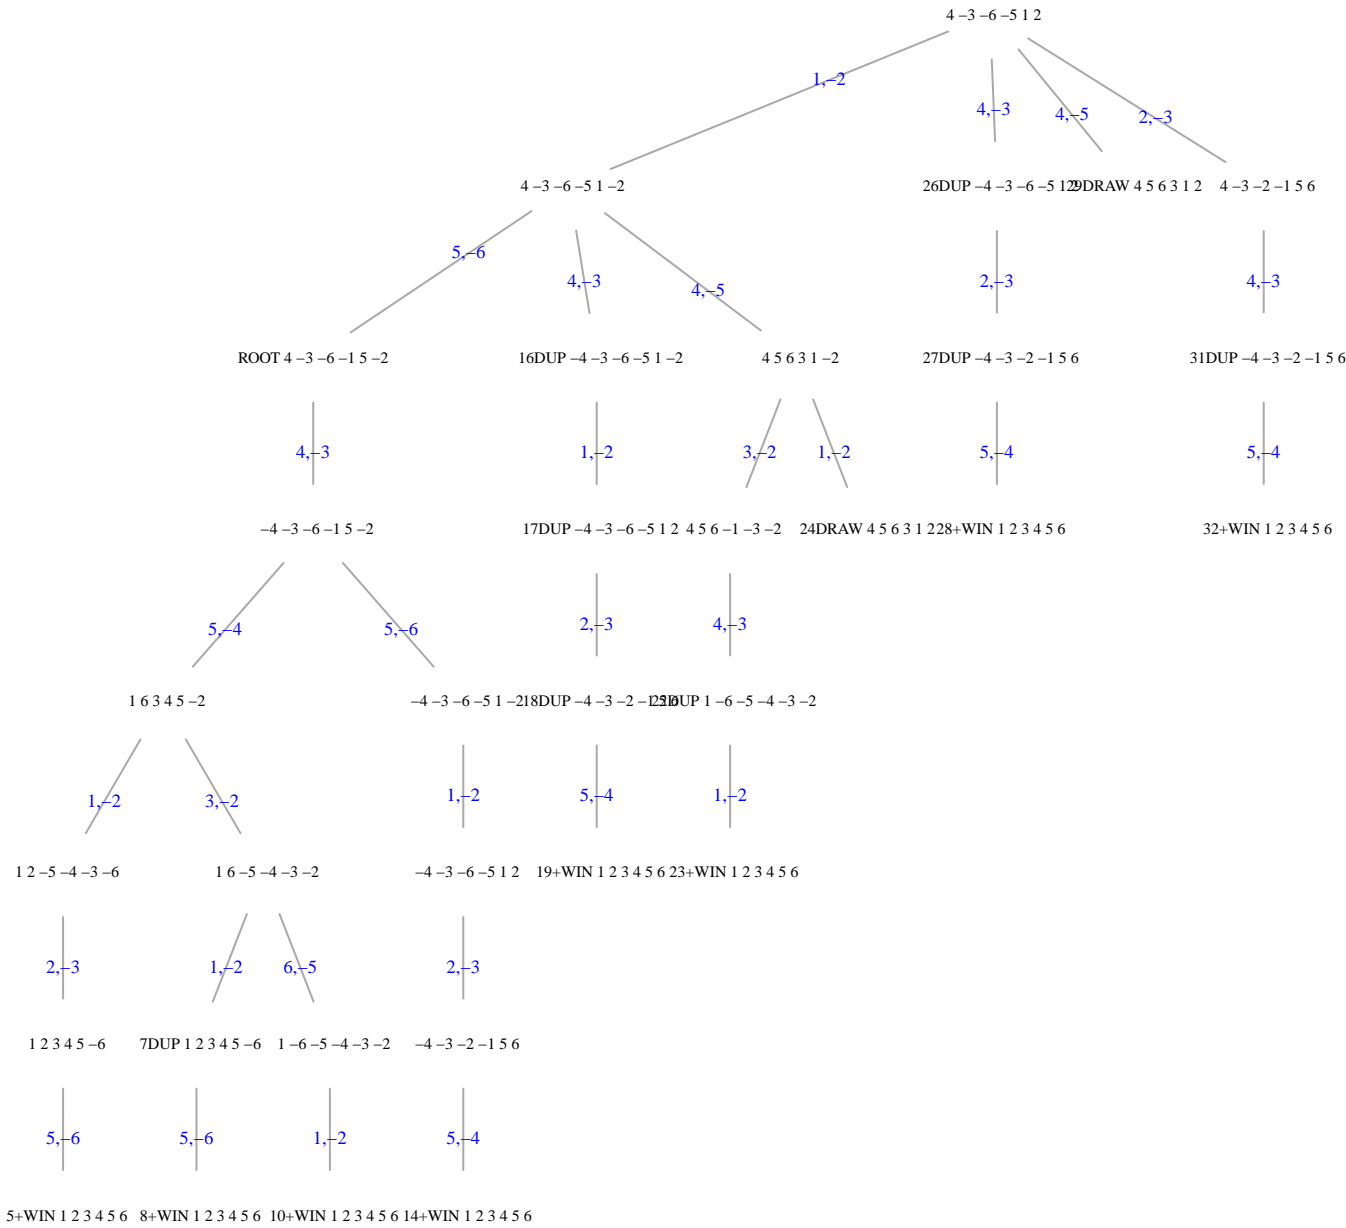 4 −3 −6 −5 1 2
1,−2
4,−3
4,−5
2,−3
4 −3 −6 −5 1 −2
26DUP −4 −3 −6 −5 1 2
29DRAW 4 5 6 3 1 2
4 −3 −2 −1 5 6
5,−6
4,−3
4,−5
2,−3
4,−3
ROOT 4 −3 −6 −1 5 −2
16DUP −4 −3 −6 −5 1 −2
4 5 6 3 1 −2
27DUP −4 −3 −2 −1 5 6
31DUP −4 −3 −2 −1 5 6
4,−3
1,−2
3,−2
1,−2
5,−4
5,−4
−4 −3 −6 −1 5 −2
17DUP −4 −3 −6 −5 1 2
4 5 6 −1 −3 −2
24DRAW 4 5 6 3 1 2
28+WIN 1 2 3 4 5 6
32+WIN 1 2 3 4 5 6
5,−4
5,−6
2,−3
4,−3
1 6 3 4 5 −2
−4 −3 −6 −5 1 −2
18DUP −4 −3 −2 −1 5 6
22DUP 1 −6 −5 −4 −3 −2
1,−2
3,−2
1,−2
5,−4
1,−2
1 2 −5 −4 −3 −6
1 6 −5 −4 −3 −2
−4 −3 −6 −5 1 2
19+WIN 1 2 3 4 5 6
23+WIN 1 2 3 4 5 6
2,−3
1,−2
6,−5
2,−3
1 2 3 4 5 −6
7DUP 1 2 3 4 5 −6
1 −6 −5 −4 −3 −2
−4 −3 −2 −1 5 6
5,−6
5,−6
1,−2
5,−4
5+WIN 1 2 3 4 5 6
8+WIN 1 2 3 4 5 6
10+WIN 1 2 3 4 5 6
14+WIN 1 2 3 4 5 6